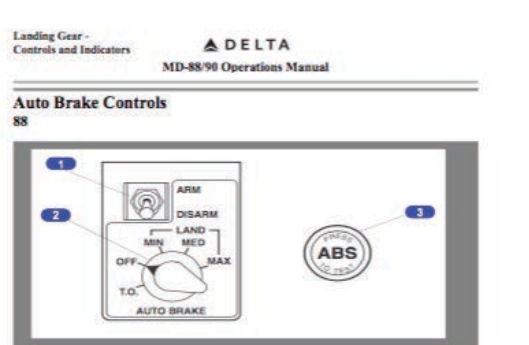 Landing Gear -
Controls and Indicators
DELTA
MD-88/90 Operations Manual
Auto Brake Controls
88
1
ARM
2
DISARM
3
LAND
MIN MED
OFF MAX
T.O.
AUTO BRAKE
PRESS
ABS
TO TEST